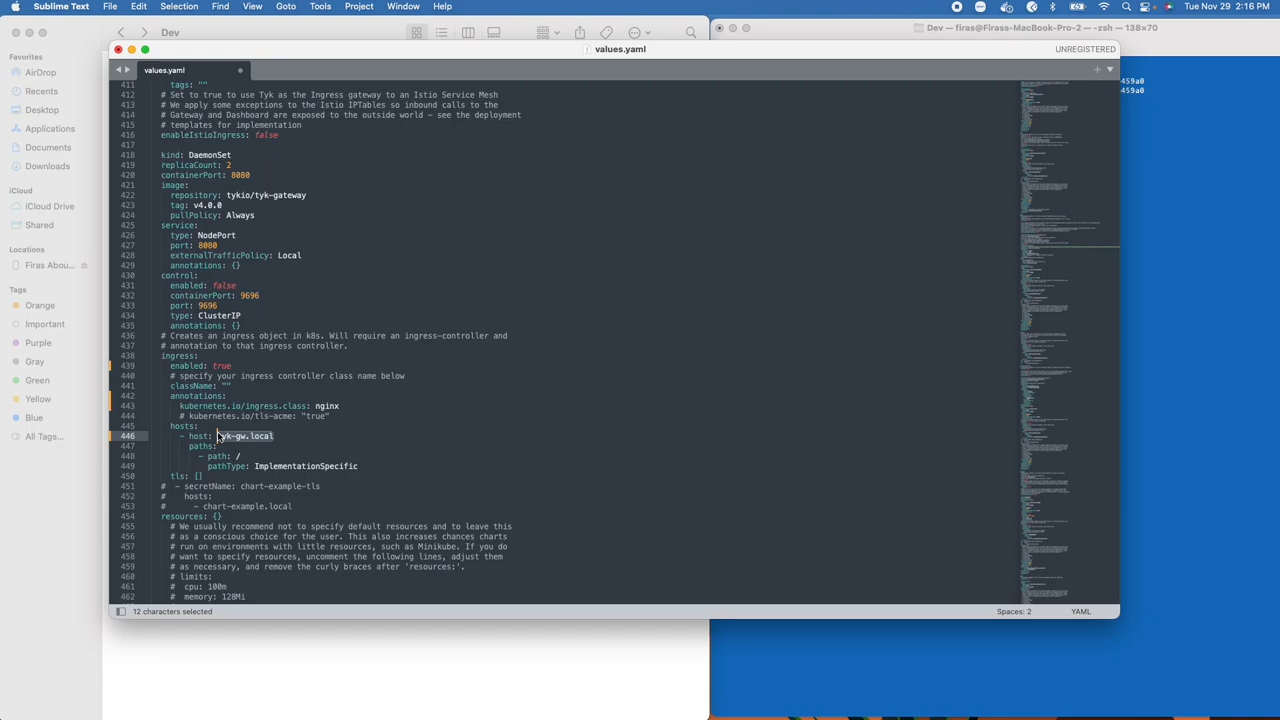 Sublime Text File Edit Selection Find View Goto Tools Project Window Help
Tue Nov 29 2:16 PM
Dev
Dev — firas@Firass-MacBook-Pro-2 — -zsh — 138×70
Favorites
AirDrop
Recents
Desktop
Applications
Documents
Downloads
iCloud
iCloud Drive
Shared
Locations
Firas Abou...
Tags
Orange
Important
Purple
Gray
Green
Yellow
Blue
All Tags...
values.yaml
UNREGISTERED
values.yaml
411 tags: ""
412 # Set to true to use Tyk as the Ingress gateway to an Istio Service Mesh
413 # We apply some exceptions to the Istio IPTables so inbound calls to the
414 # Gateway and Dashboard are exposed to the outside world - see the deployment
415 # templates for implementation
416 enableIstioIngress: false
417
418 kind: DaemonSet
419 replicaCount: 2
420 containerPort: 8080
421 image:
422 repository: tykio/tyk-gateway
423 tag: v4.0.0
424 pullPolicy: Always
425 service:
426 type: NodePort
427 port: 8080
428 externalTrafficPolicy: Local
429 annotations: {}
430 control:
431 enabled: false
432 containerPort: 9696
433 port: 9696
434 type: ClusterIP
435 annotations: {}
436 # Creates an ingress object in k8s. Will require an ingress-controller and
437 # annotation to that ingress controller.
438 ingress:
439 enabled: true
440 # specify your ingress controller class name below
441 className: ""
442 annotations:
443 kubernetes.io/ingress.class: nginx
444 # kubernetes.io/tls-acme: "true"
445 hosts:
446 - host: tyk-gw.local
447 paths:
448 - path: /
449 pathType: ImplementationSpecific
450 tls: []
451 # - secretName: chart-example-tls
452 # hosts:
453 # - chart-example.local
454 resources: {}
455 # We usually recommend not to specify default resources and to leave this
456 # as a conscious choice for the user. This also increases chances charts
457 # run on environments with little resources, such as Minikube. If you do
458 # want to specify resources, uncomment the following lines, adjust them
459 # as necessary, and remove the curly braces after 'resources:'.
460 # limits:
461 # cpu: 100m
462 # memory: 128Mi
12 characters selected
Spaces: 2
YAML
459a0
459a0